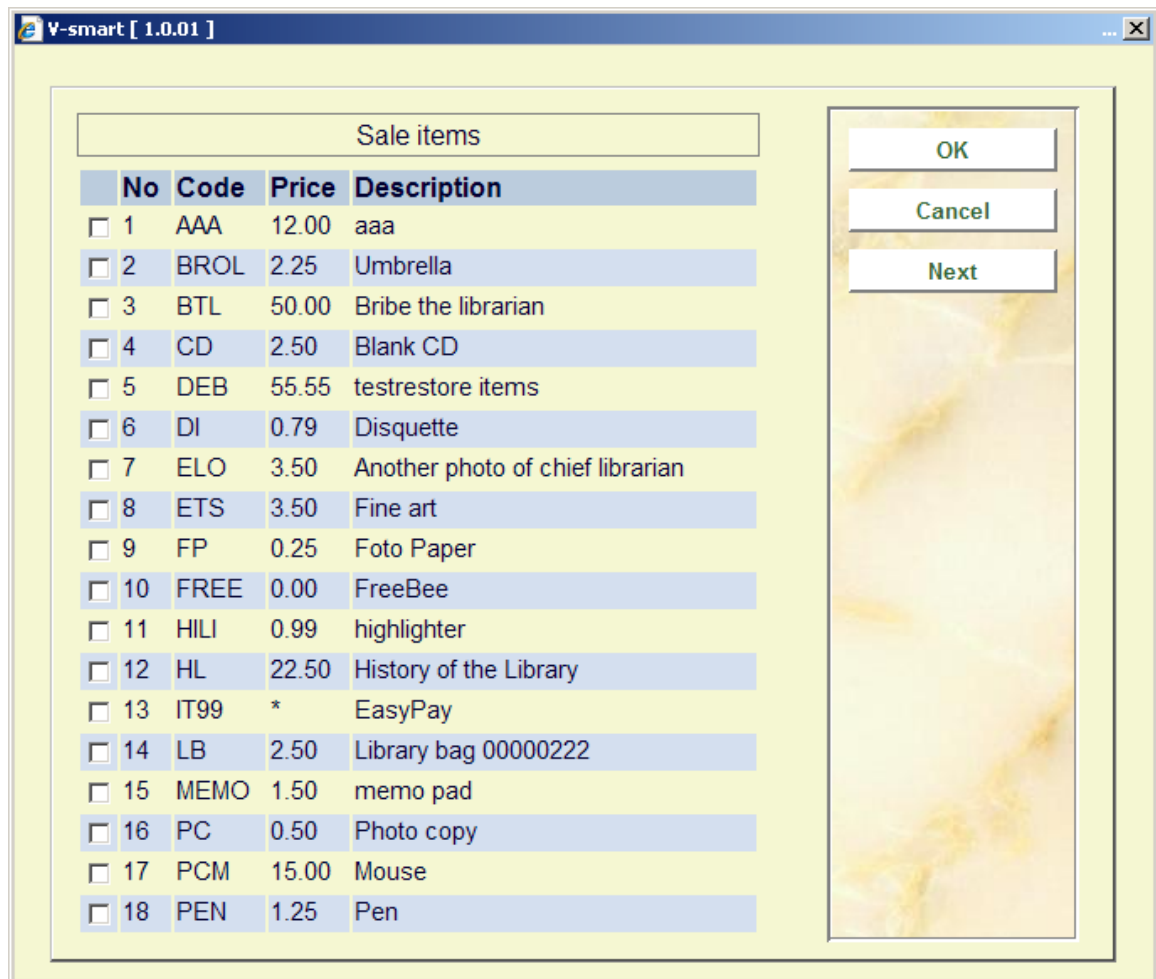 V-smart [ 1.0.01 ] ...
Sale items
No Code Price Description
1 AAA 12.00 aaa
2 BROL 2.25 Umbrella
3 BTL 50.00 Bribe the librarian
4 CD 2.50 Blank CD
5 DEB 55.55 testrestore items
6 DI 0.79 Disquette
7 ELO 3.50 Another photo of chief librarian
8 ETS 3.50 Fine art
9 FP 0.25 Foto Paper
10 FREE 0.00 FreeBee
11 HILI 0.99 highlighter
12 HL 22.50 History of the Library
13 IT99 * EasyPay
14 LB 2.50 Library bag 00000222
15 MEMO 1.50 memo pad
16 PC 0.50 Photo copy
17 PCM 15.00 Mouse
18 PEN 1.25 Pen
OK
Cancel
Next